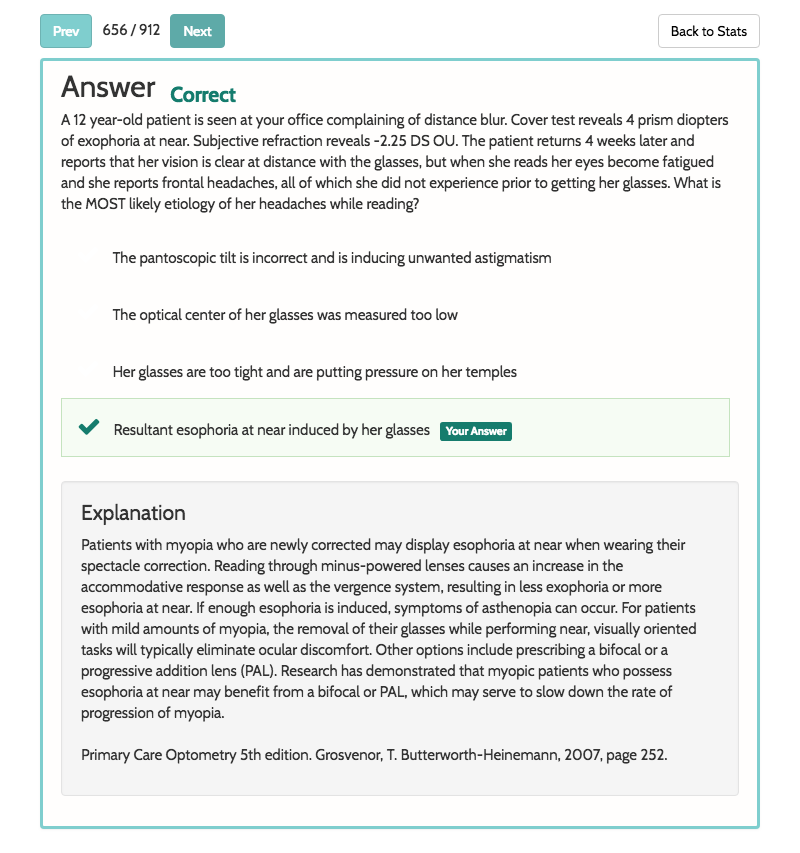 Prev 656 / 912 Next Back to Stats
Answer Correct
A 12 year-old patient is seen at your office complaining of distance blur. Cover test reveals 4 prism diopters
of exophoria at near. Subjective refraction reveals -2.25 DS OU. The patient returns 4 weeks later and
reports that her vision is clear at distance with the glasses, but when she reads her eyes become fatigued
and she reports frontal headaches, all of which she did not experience prior to getting her glasses. What is
the MOST likely etiology of her headaches while reading?
The pantoscopic tilt is incorrect and is inducing unwanted astigmatism
The optical center of her glasses was measured too low
Her glasses are too tight and are putting pressure on her temples
Resultant esophoria at near induced by her glasses Your Answer
Explanation
Patients with myopia who are newly corrected may display esophoria at near when wearing their
spectacle correction. Reading through minus-powered lenses causes an increase in the
accommodative response as well as the vergence system, resulting in less exophoria or more
esophoria at near. If enough esophoria is induced, symptoms of asthenopia can occur. For patients
with mild amounts of myopia, the removal of their glasses while performing near, visually oriented
tasks will typically eliminate ocular discomfort. Other options include prescribing a bifocal or a
progressive addition lens (PAL). Research has demonstrated that myopic patients who possess
esophoria at near may benefit from a bifocal or PAL, which may serve to slow down the rate of
progression of myopia.
Primary Care Optometry 5th edition. Grosvenor, T. Butterworth-Heinemann, 2007, page 252.